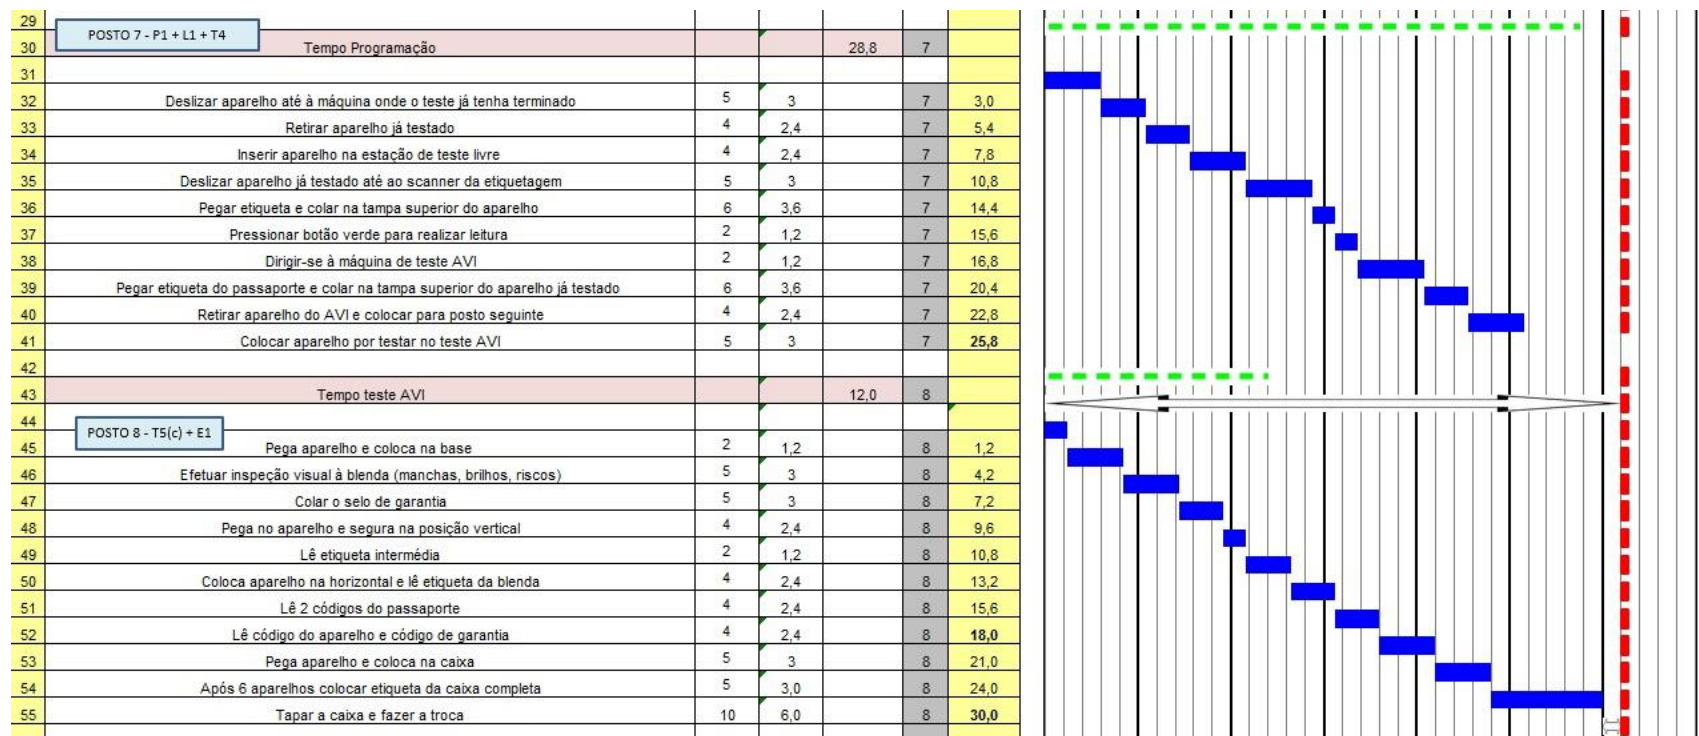 29
POSTO 7 - P1 + L1 + T4
30 Tempo Programação 28,8 7
31
32 Deslizar aparelho até à máquina onde o teste já tenha terminado 5 3 7 3,0
33 Retirar aparelho já testado 4 2,4 7 5,4
34 Inserir aparelho na estação de teste livre 4 2,4 7 7,8
35 Deslizar aparelho já testado até ao scanner da etiquetagem 5 3 7 10,8
36 Pegar etiqueta e colar na tampa superior do aparelho 6 3,6 7 14,4
37 Pressionar botão verde para realizar leitura 2 1,2 7 15,6
38 Dirigir-se à máquina de teste AVI 2 1,2 7 16,8
39 Pegar etiqueta do passaporte e colar na tampa superior do aparelho já testado 6 3,6 7 20,4
40 Retirar aparelho do AVI e colocar para posto seguinte 4 2,4 7 22,8
41 Colocar aparelho por testar no teste AVI 5 3 7 25,8
42
43 Tempo teste AVI 12,0 8
44
POSTO 8 - T5(c) + E1
45 Pega aparelho e coloca na base 2 1,2 8 1,2
46 Efetuar inspeção visual à blenda (manchas, brilhos, riscos) 5 3 8 4,2
47 Colar o selo de garantia 5 3 8 7,2
48 Pega no aparelho e segura na posição vertical 4 2,4 8 9,6
49 Lê etiqueta intermédia 2 1,2 8 10,8
50 Coloca aparelho na horizontal e lê etiqueta da blenda 4 2,4 8 13,2
51 Lê 2 códigos do passaporte 4 2,4 8 15,6
52 Lê código do aparelho e código de garantia 4 2,4 8 18,0
53 Pega aparelho e coloca na caixa 5 3 8 21,0
54 Após 6 aparelhos colocar etiqueta da caixa completa 5 3,0 8 24,0
55 Tapar a caixa e fazer a troca 10 6,0 8 30,0